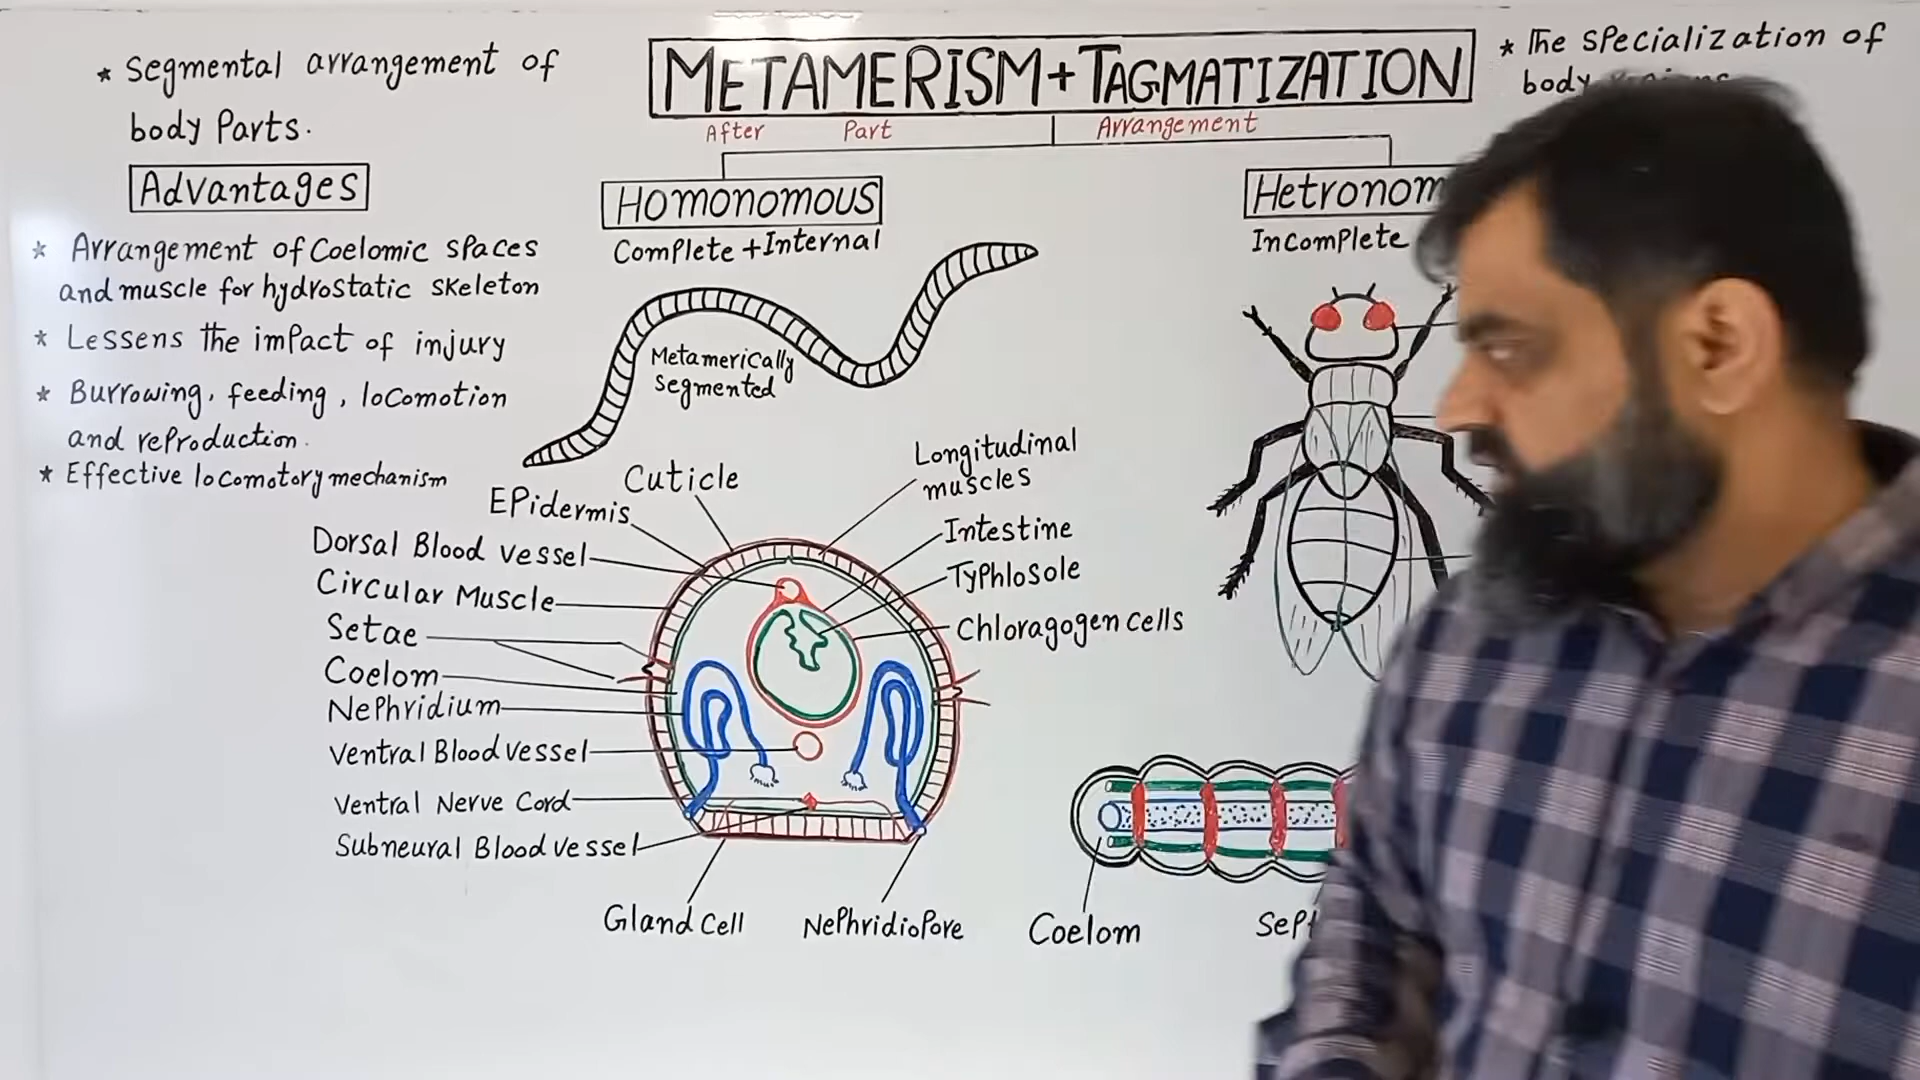 * Segmental arrangement of
body Parts.
METAMERISM+TAGMATIZATION
After Part Arrangement
* The specialization of
body
Advantages
* Arrangement of Coelomic spaces
and muscle for hydrostatic skeleton
* Lessens the impact of injury
* Burrowing, feeding, locomotion
and reproduction.
* Effective locomotory mechanism
Homonomous
Complete + Internal
Metamerically
Segmented
Hetronom
Incomplete
Cuticle
Epidermis
Dorsal Blood vessel
Circular Muscle
Setae
Coelom
Nephridium
Ventral Blood vessel
Ventral Nerve Cord
Subneural Blood vessel
Gland Cell
Nephridiopore
Longitudinal
muscles
Intestine
Typhlosole
Chloragogen cells
Coelom
Sept